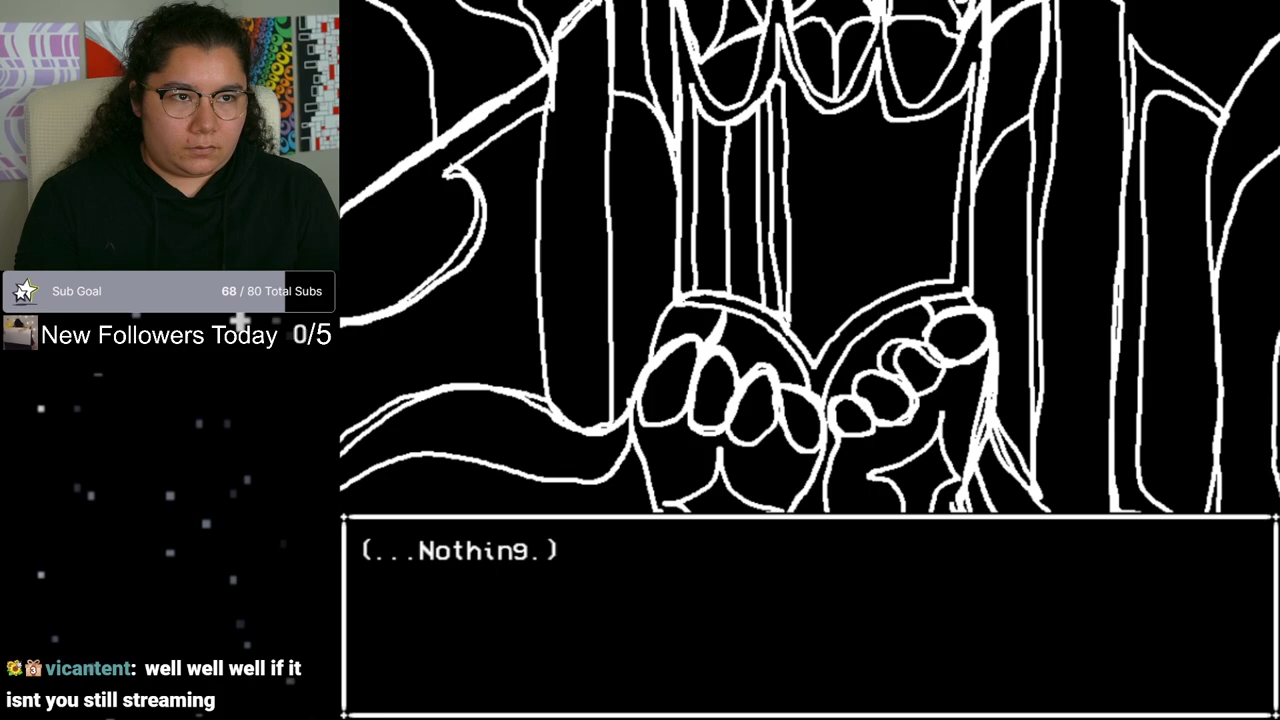 Sub Goal 68 / 80 Total Subs
New Followers Today 0/5
(...Nothing.)
vicantent: well well well if it
isnt you still streaming